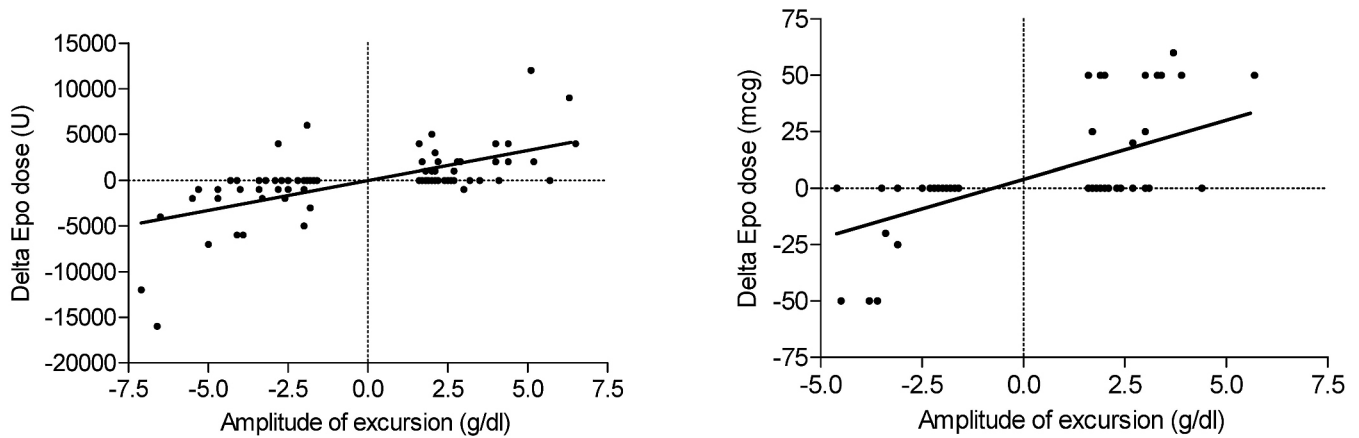 15000
10000
5000
0
-5000
-10000
-15000
-20000
Delta Epo dose (U)
-7.5 -5.0 -2.5 0.0 2.5 5.0 7.5
Amplitude of excursion (g/dl)
75
50
25
0
-25
-50
-75
Delta Epo dose (mcg)
-5.0 -2.5 0.0 2.5 5.0 7.5
Amplitude of excursion (g/dl)